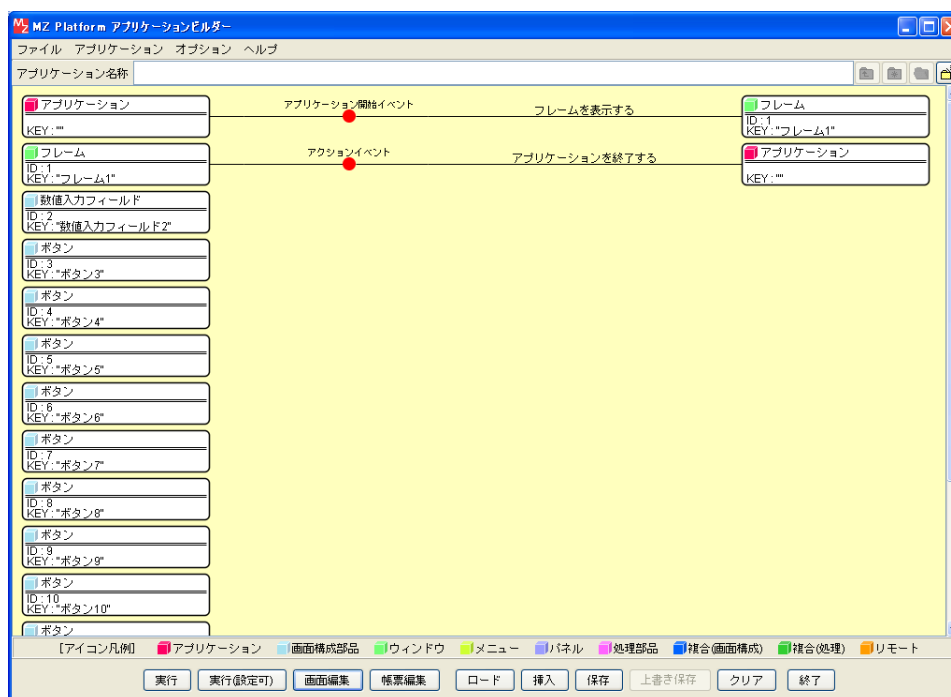 MZ Platform アプリケーションビルダー
ファイル アプリケーション オプション ヘルプ
アプリケーション名称
アプリケーション
KEY:""
アプリケーション開始イベント
フレームを表示する
フレーム
ID:1
KEY:"フレーム1"
フレーム
ID:1
KEY:"フレーム1"
アクションイベント
アプリケーションを終了する
アプリケーション
KEY:""
数値入力フィールド
ID:2
KEY:"数値入力フィールド2"
ボタン
ID:3
KEY:"ボタン3"
ボタン
ID:4
KEY:"ボタン4"
ボタン
ID:5
KEY:"ボタン5"
ボタン
ID:6
KEY:"ボタン6"
ボタン
ID:7
KEY:"ボタン7"
ボタン
ID:8
KEY:"ボタン8"
ボタン
ID:9
KEY:"ボタン9"
ボタン
ID:10
KEY:"ボタン10"
ボタン
[アイコン凡例] アプリケーション 画面構成部品 ウィンドウ メニュー パネル 処理部品 複合(画面構成) 複合(処理) リモート
実行 実行(設定可) 画面編集 帳票編集 ロード 挿入 保存 上書き保存 クリア 終了